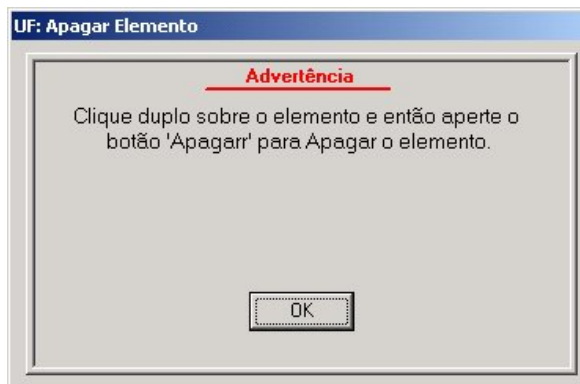 UF: Apagar Elemento
Advertência
Clique duplo sobre o elemento e então aperte o
botão 'Apagarr' para Apagar o elemento.
OK